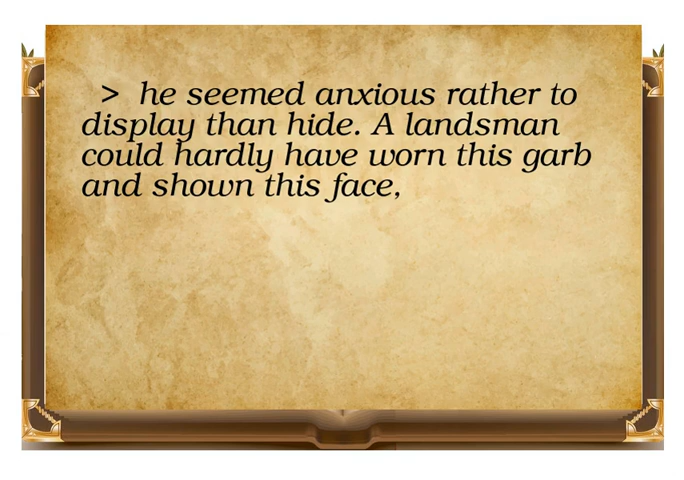 > he seemed anxious rather to
display than hide. A landsman
could hardly have worn this garb
and shown this face,